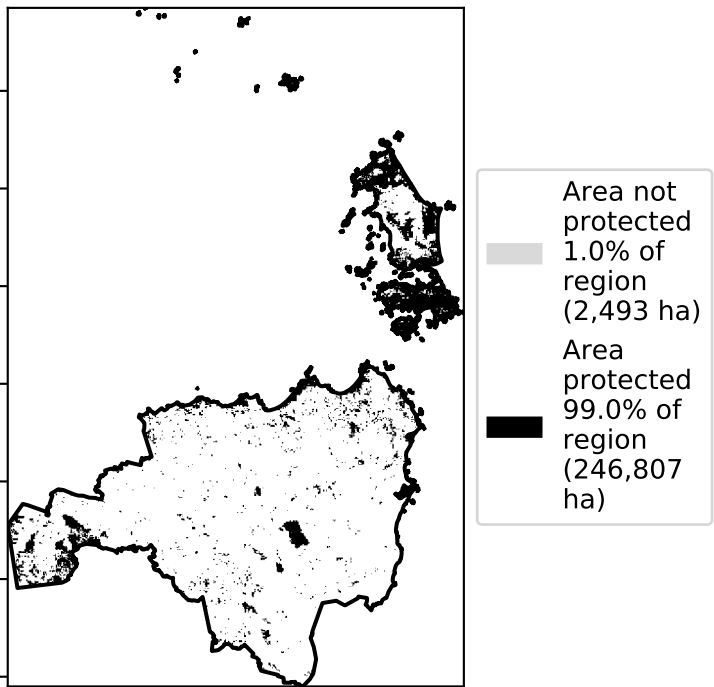 Area not
protected
1.0% of
region
(2,493 ha)
Area
protected
99.0% of
region
(246,807
ha)